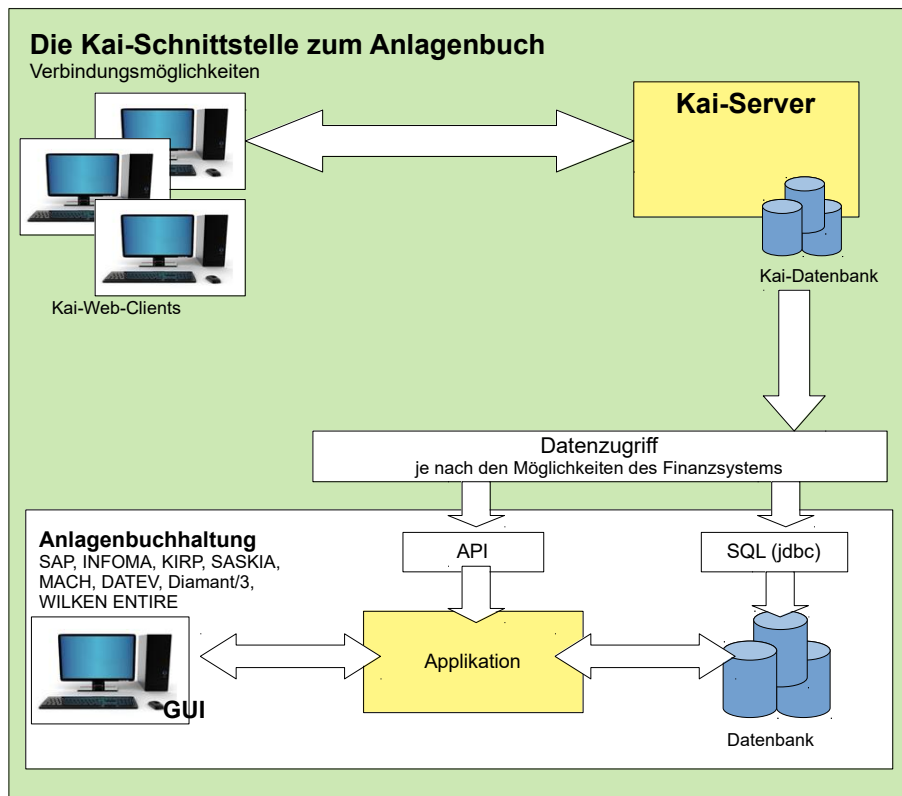 Die Kai-Schnittstelle zum Anlagenbuch
Verbindungsmöglichkeiten
Kai-Server
Kai-Datenbank
Kai-Web-Clients
Datenzugriff
je nach den Möglichkeiten des Finanzsystems
Anlagenbuchhaltung
SAP, INFOMA, KIRP, SASKIA,
MACH, DATEV, Diamant/3,
WILKEN ENTIRE
API
SQL (jdbc)
GUI
Applikation
Datenbank